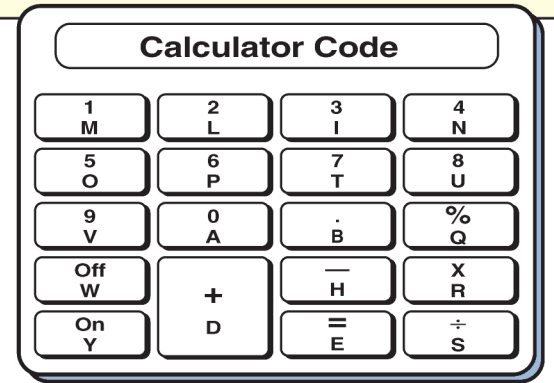 Calculator Code
1 2 3 4
M L I N
5 6 7 8
O P T U
9 0 . %
V A B Q
Off + — X
W D H R
On = ÷
Y E S